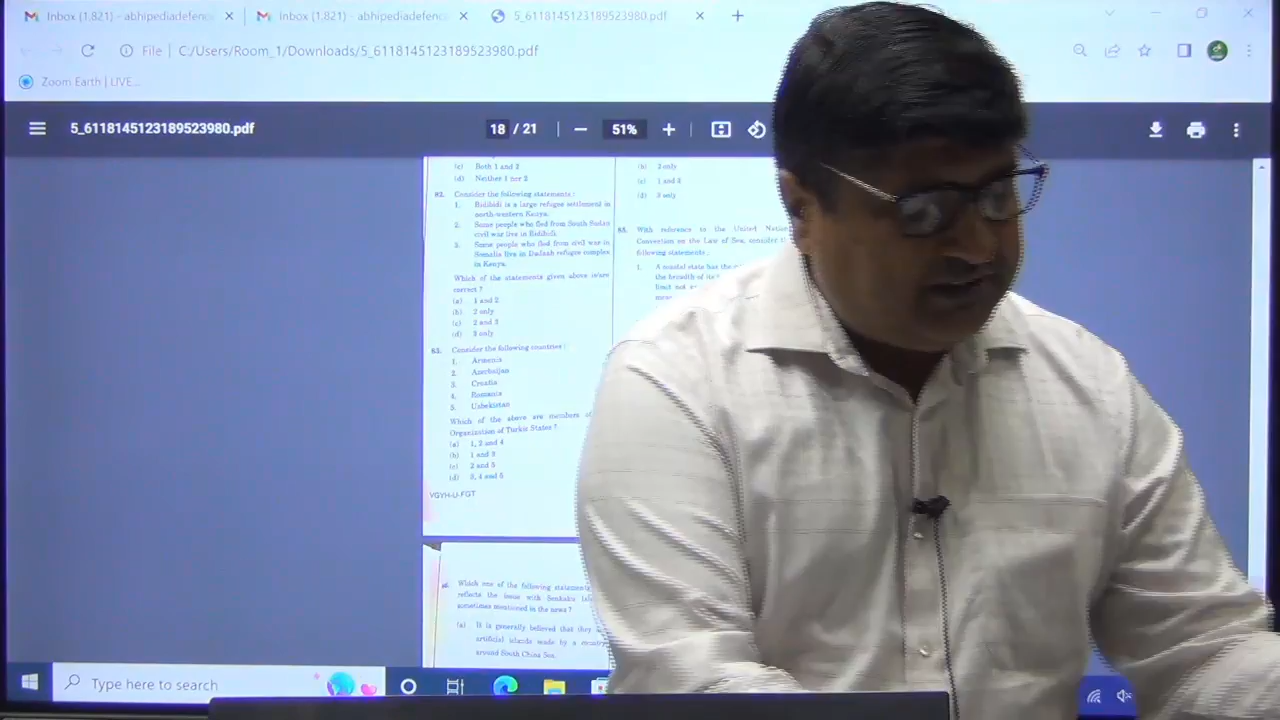 Inbox (1,821) - abhipediadefence
Inbox (1,821) - abhipediadefenc
5_6118145123189523980.pdf
File C:/Users/Room_1/Downloads/5_6118145123189523980.pdf
Zoom Earth | LIVE...
5_6118145123189523980.pdf
18 / 21
51%
(c) Both 1 and 2
(d) Neither 1 nor 2
82. Consider the following statements :
1. Bidibidi is a large refugee settlement in
north-western Kenya.
2. Some people who fled from South Sudan
civil war live in Bidibidi.
3. Some people who fled from civil war in
Somalia live in Dadaab refugee complex
in Kenya.
Which of the statements given above is/are
correct ?
(a) 1 and 2
(b) 2 only
(c) 2 and 3
(d) 3 only
83. Consider the following countries :
1. Armenia
2. Azerbaijan
3. Croatia
4. Romania
5. Uzbekistan
Which of the above are members of
Organization of Turkic States ?
(a) 1, 2 and 4
(b) 1 and 3
(c) 2 and 5
(d) 3, 4 and 5
VGYH-U-FGT
(b) 2 only
(d) 3 only
85. With reference to the United
Convention on the Law of Sea, consider
following statements :
1. A coastal state has the
the breadth of its
limit not
Which one of the following statements
reflects the issue with Senkaku
sometimes mentioned in the news ?
(a) It is generally believed that they
artificial islands made by a country
around South China Sea.
Type here to search